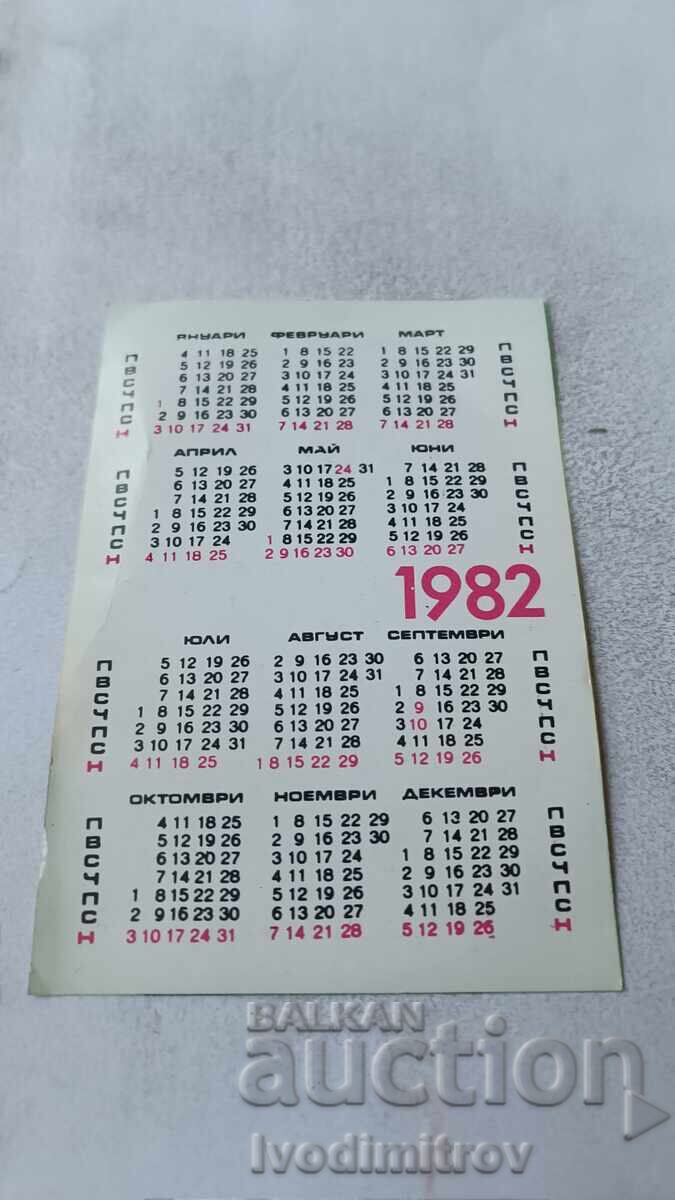 ЯНУАРИ ФЕВРУАРИ МАРТ
П 4 11 18 25 1 8 15 22 1 8 15 22 29 П
В 5 12 19 26 2 9 16 23 2 9 16 23 30 В
С 6 13 20 27 3 10 17 24 3 10 17 24 31 С
Ч 7 14 21 28 4 11 18 25 4 11 18 25 Ч
П 1 8 15 22 29 5 12 19 26 5 12 19 26 П
С 2 9 16 23 30 6 13 20 27 6 13 20 27 С
Н 3 10 17 24 31 7 14 21 28 7 14 21 28 Н
АПРИЛ МАЙ ЮНИ
П 5 12 19 26 3 10 17 24 31 7 14 21 28 П
В 6 13 20 27 4 11 18 25 1 8 15 22 29 В
С 7 14 21 28 5 12 19 26 2 9 16 23 30 С
Ч 1 8 15 22 29 6 13 20 27 3 10 17 24 Ч
П 2 9 16 23 30 7 14 21 28 4 11 18 25 П
С 3 10 17 24 1 8 15 22 29 5 12 19 26 С
Н 4 11 18 25 2 9 16 23 30 6 13 20 27 Н
1982
ЮЛИ АВГУСТ СЕПТЕМВРИ
П 5 12 19 26 2 9 16 23 30 6 13 20 27 П
В 6 13 20 27 3 10 17 24 31 7 14 21 28 В
С 7 14 21 28 4 11 18 25 1 8 15 22 29 С
Ч 1 8 15 22 29 5 12 19 26 2 9 16 23 30 Ч
П 2 9 16 23 30 6 13 20 27 3 10 17 24 П
С 3 10 17 24 31 7 14 21 28 4 11 18 25 С
Н 4 11 18 25 1 8 15 22 29 5 12 19 26 Н
ОКТОМВРИ НОЕМВРИ ДЕКЕМВРИ
П 4 11 18 25 1 8 15 22 29 6 13 20 27 П
В 5 12 19 26 2 9 16 23 30 7 14 21 28 В
С 6 13 20 27 3 10 17 24 1 8 15 22 29 С
Ч 7 14 21 28 4 11 18 25 2 9 16 23 30 Ч
П 1 8 15 22 29 5 12 19 26 3 10 17 24 31 П
С 2 9 16 23 30 6 13 20 27 4 11 18 25 С
Н 3 10 17 24 31 7 14 21 28 5 12 19 26 Н
BALKAN
auction
Ivodimitrov